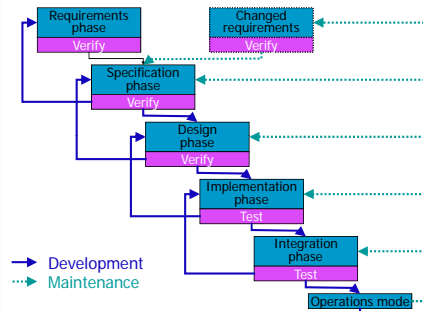 Requirements
phase
Verify
Changed
requirements
Verify
Specification
phase
Verify
Design
phase
Verify
Implementation
phase
Test
Integration
phase
Test
Operations mode
Development
Maintenance